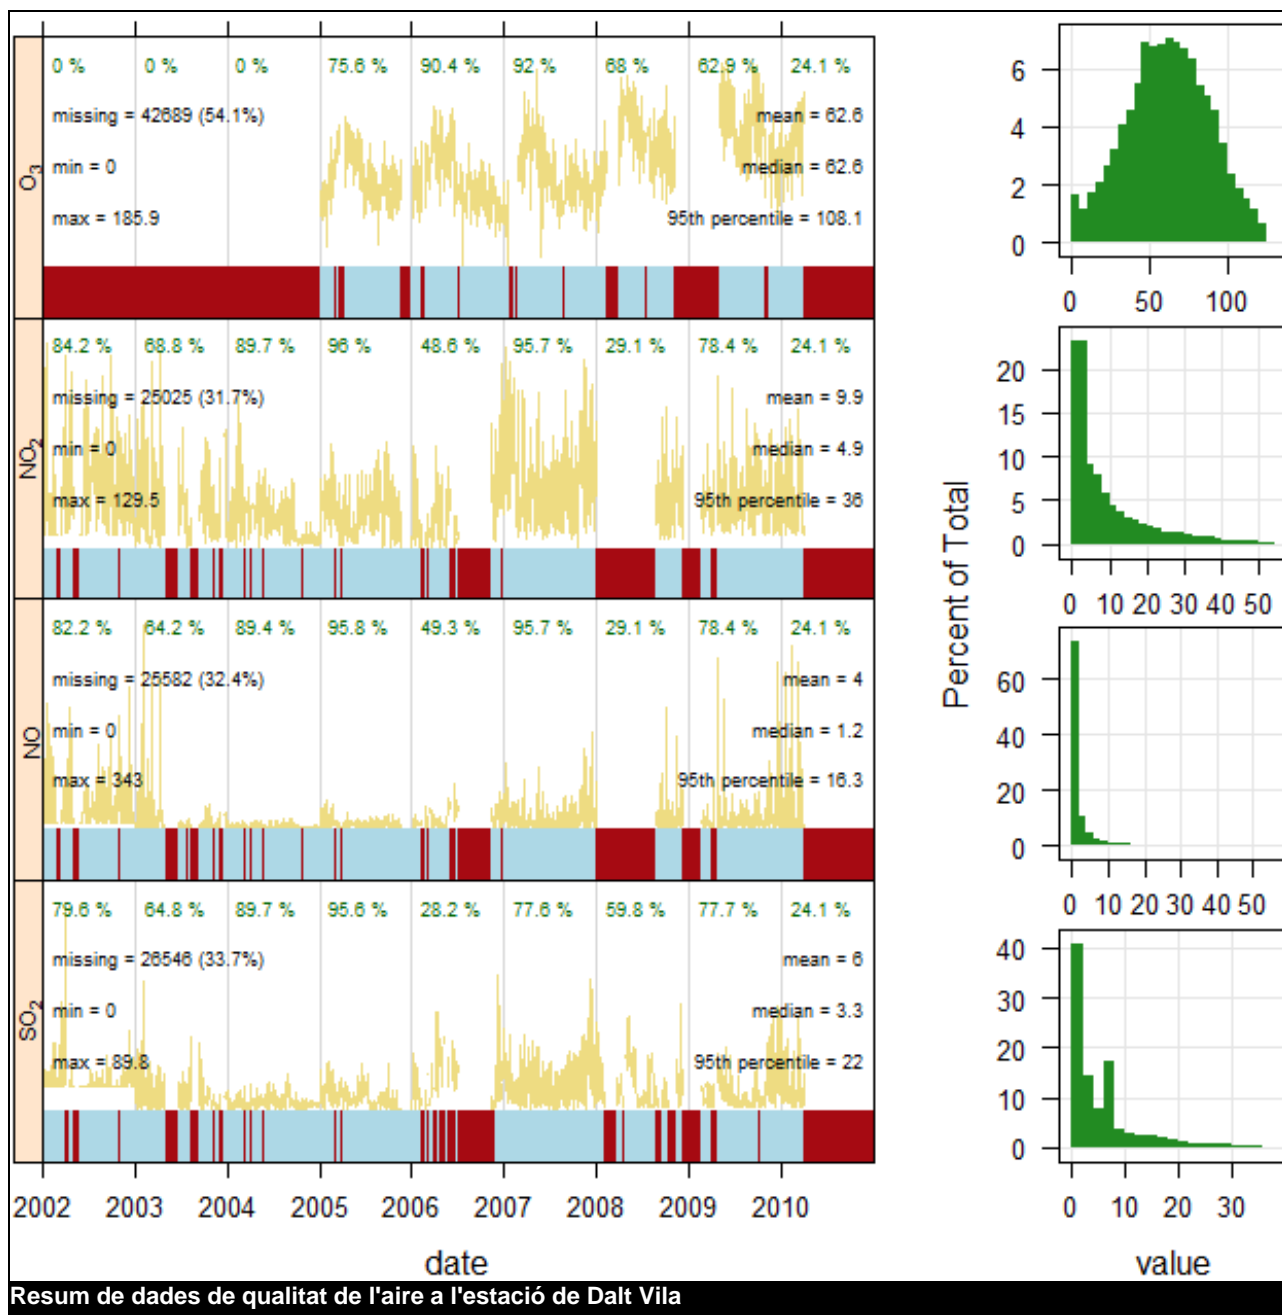 0 % 0 % 0 % 75.6 % 90.4 % 92 % 68 % 62.9 % 24.1 %
missing = 42689 (54.1%) mean = 62.6
min = 0 median = 62.6
max = 185.9 95th percentile = 108.1
O3
84.2 % 68.8 % 89.7 % 96 % 48.6 % 95.7 % 29.1 % 78.4 % 24.1 %
missing = 25025 (31.7%) mean = 9.9
min = 0 median = 4.9
max = 129.5 95th percentile = 36
NO2
82.2 % 64.2 % 89.4 % 95.8 % 49.3 % 95.7 % 29.1 % 78.4 % 24.1 %
missing = 25582 (32.4%) mean = 4
min = 0 median = 1.2
max = 343 95th percentile = 16.3
NO
79.6 % 64.8 % 89.7 % 95.6 % 28.2 % 77.6 % 59.8 % 77.7 % 24.1 %
missing = 26546 (33.7%) mean = 6
min = 0 median = 3.3
max = 89.8 95th percentile = 22
SO2
2002 2003 2004 2005 2006 2007 2008 2009 2010
date
Percent of Total
6
4
2
0
0 50 100
20
15
10
5
0
0 10 20 30 40 50
60
40
20
0
0 10 20 30 40 50
40
30
20
10
0
0 10 20 30
value
Resum de dades de qualitat de l'aire a l'estació de Dalt Vila